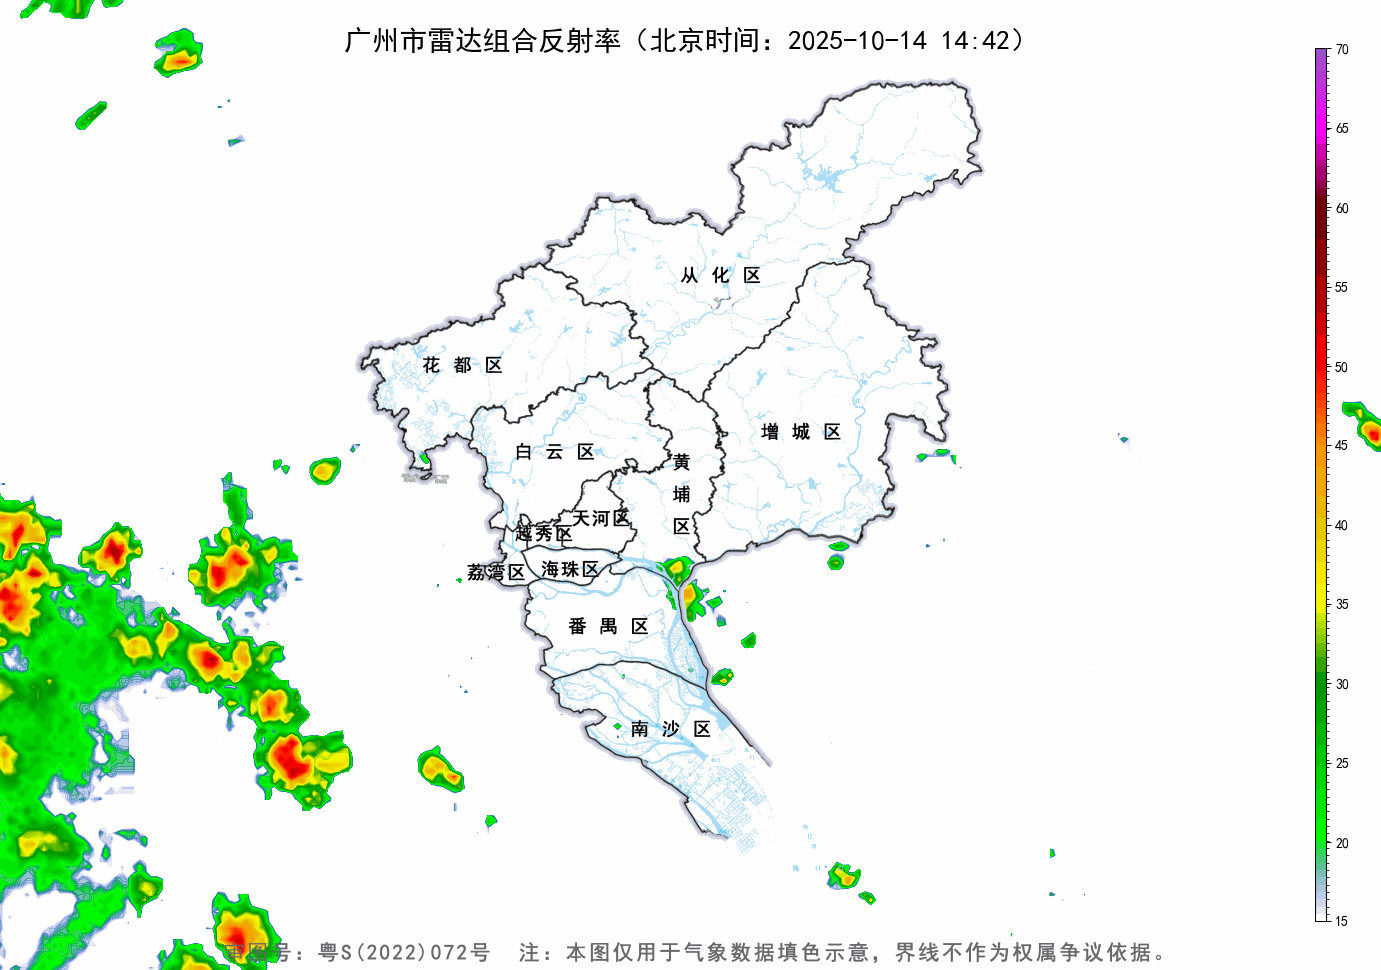 广州市雷达组合反射率（北京时间：2025-10-14 14:42）
70
65
60
55
50
45
40
35
30
25
20
15
从化区
花都区
增城区
白云区
黄埔区
天河区
越秀区
海珠区
荔湾区
番禺区
南沙区
审图号：粤S(2022)072号 注：本图仅用于气象数据填色示意，界线不作为权属争议依据。